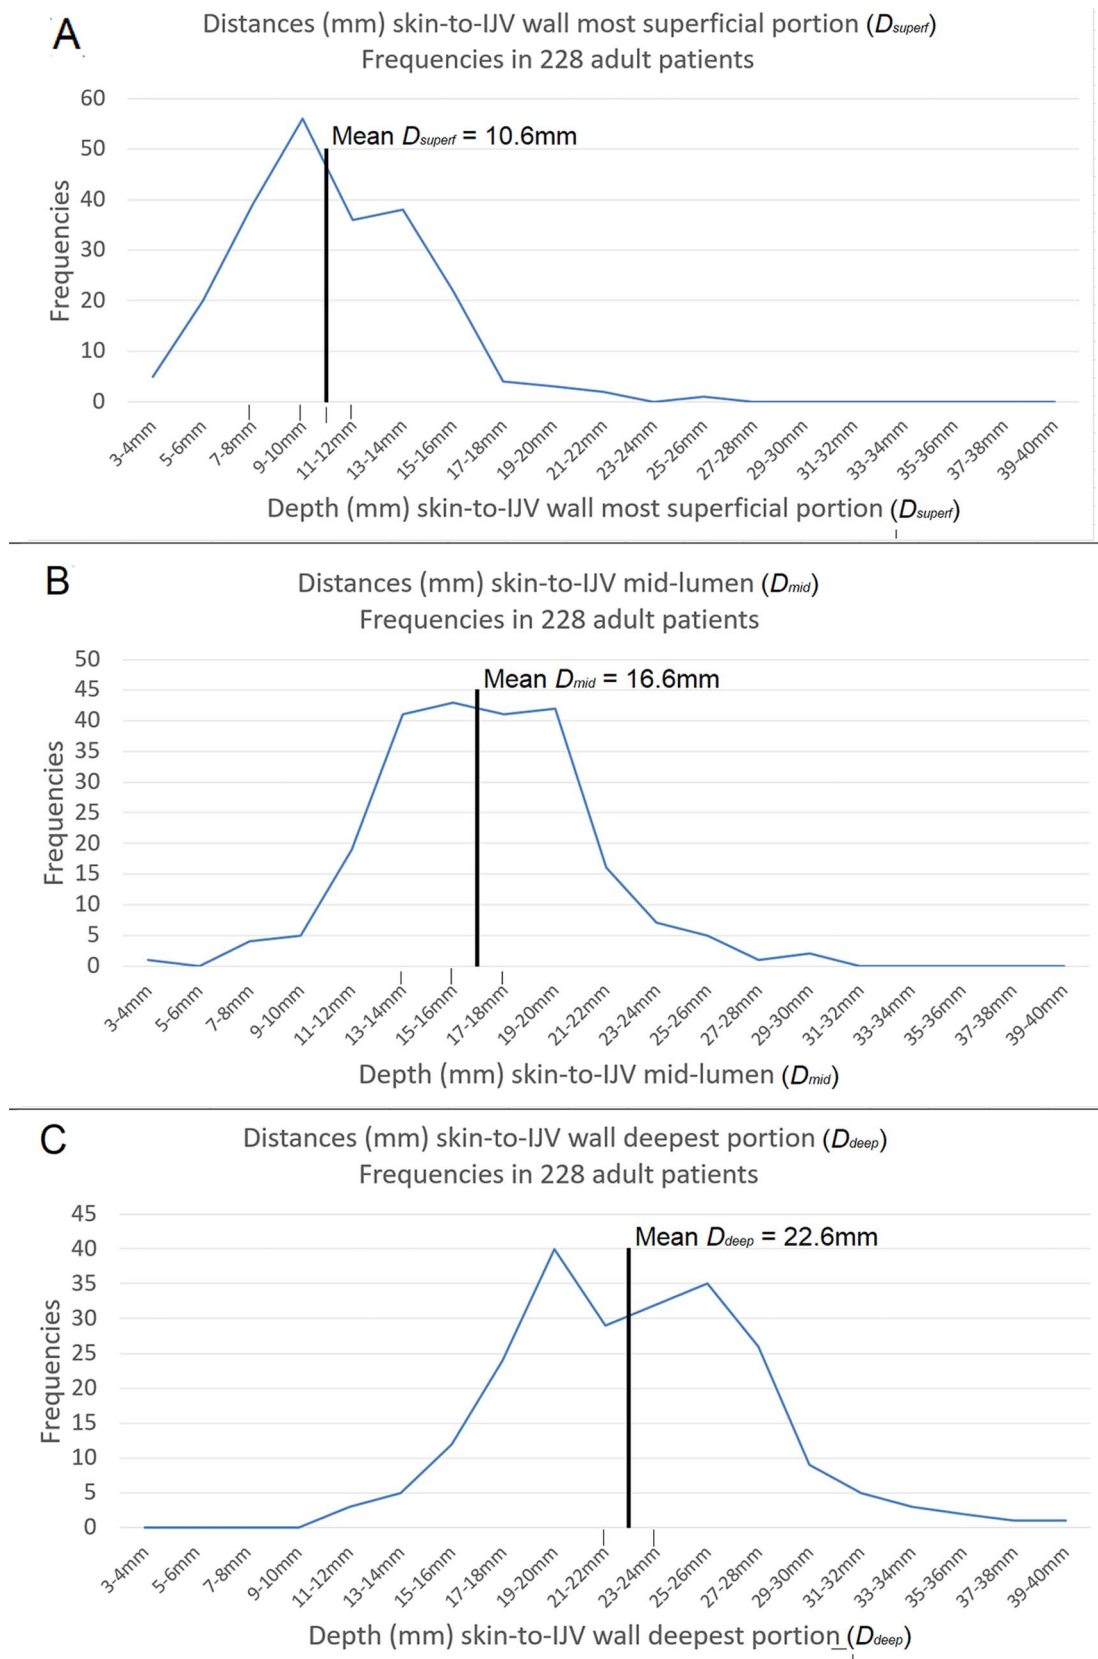 A
Distances (mm) skin-to-IJV wall most superficial portion (Dsuperf)
Frequencies in 228 adult patients
60
50
40
30
20
10
0
Frequencies
Mean Dsuperf = 10.6mm
3-4mm
5-6mm
7-8mm
9-10mm
11-12mm
13-14mm
15-16mm
17-18mm
19-20mm
21-22mm
23-24mm
25-26mm
27-28mm
29-30mm
31-32mm
33-34mm
35-36mm
37-38mm
39-40mm
Depth (mm) skin-to-IJV wall most superficial portion (Dsuperf)
B
Distances (mm) skin-to-IJV mid-lumen (Dmid)
Frequencies in 228 adult patients
50
45
40
35
30
25
20
15
10
5
0
Frequencies
Mean Dmid = 16.6mm
3-4mm
5-6mm
7-8mm
9-10mm
11-12mm
13-14mm
15-16mm
17-18mm
19-20mm
21-22mm
23-24mm
25-26mm
27-28mm
29-30mm
31-32mm
33-34mm
35-36mm
37-38mm
39-40mm
Depth (mm) skin-to-IJV mid-lumen (Dmid)
C
Distances (mm) skin-to-IJV wall deepest portion (Ddeep)
Frequencies in 228 adult patients
45
40
35
30
25
20
15
10
5
0
Frequencies
Mean Ddeep = 22.6mm
3-4mm
5-6mm
7-8mm
9-10mm
11-12mm
13-14mm
15-16mm
17-18mm
19-20mm
21-22mm
23-24mm
25-26mm
27-28mm
29-30mm
31-32mm
33-34mm
35-36mm
37-38mm
39-40mm
Depth (mm) skin-to-IJV wall deepest portion (Ddeep)